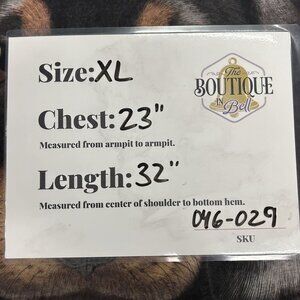 Size:XL
The
BOUTIQUE
IN
Bell
Chest:23"
Measured from armpit to armpit.
Length:32"
Measured from center of shoulder to bottom hem.
046-029
SKU